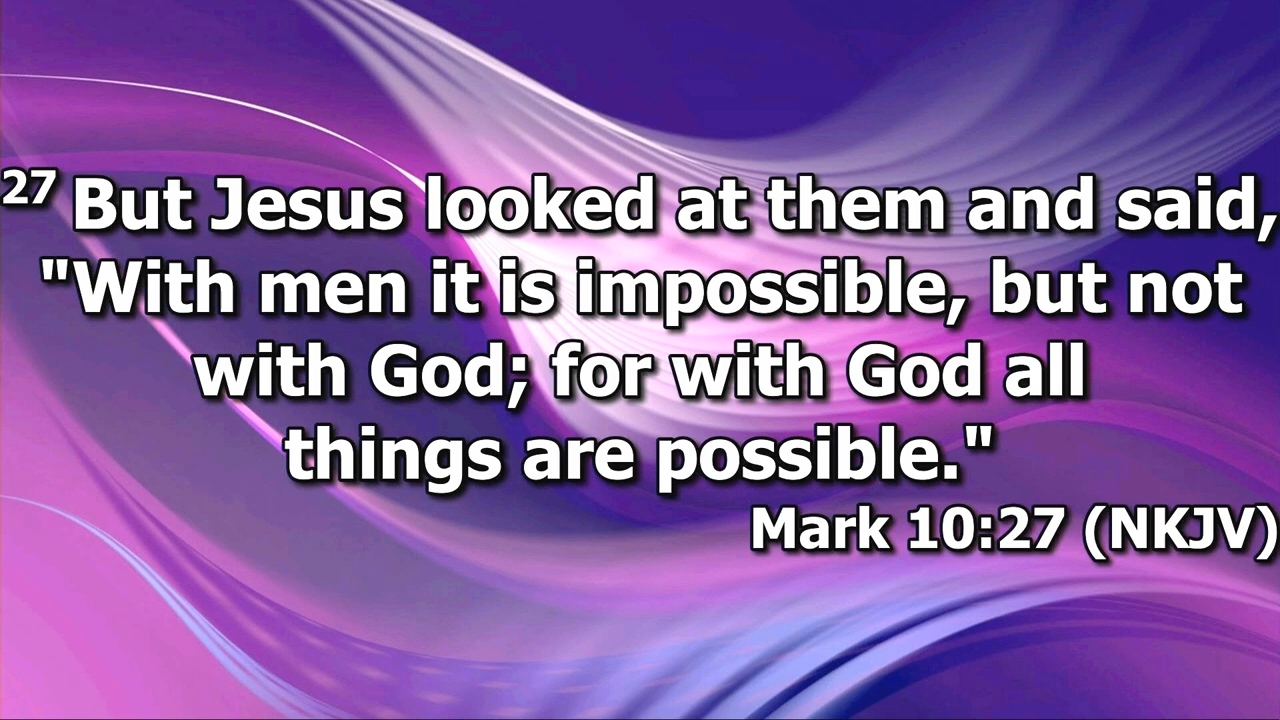 27 But Jesus looked at them and said,
"With men it is impossible, but not
with God; for with God all
things are possible."
Mark 10:27 (NKJV)